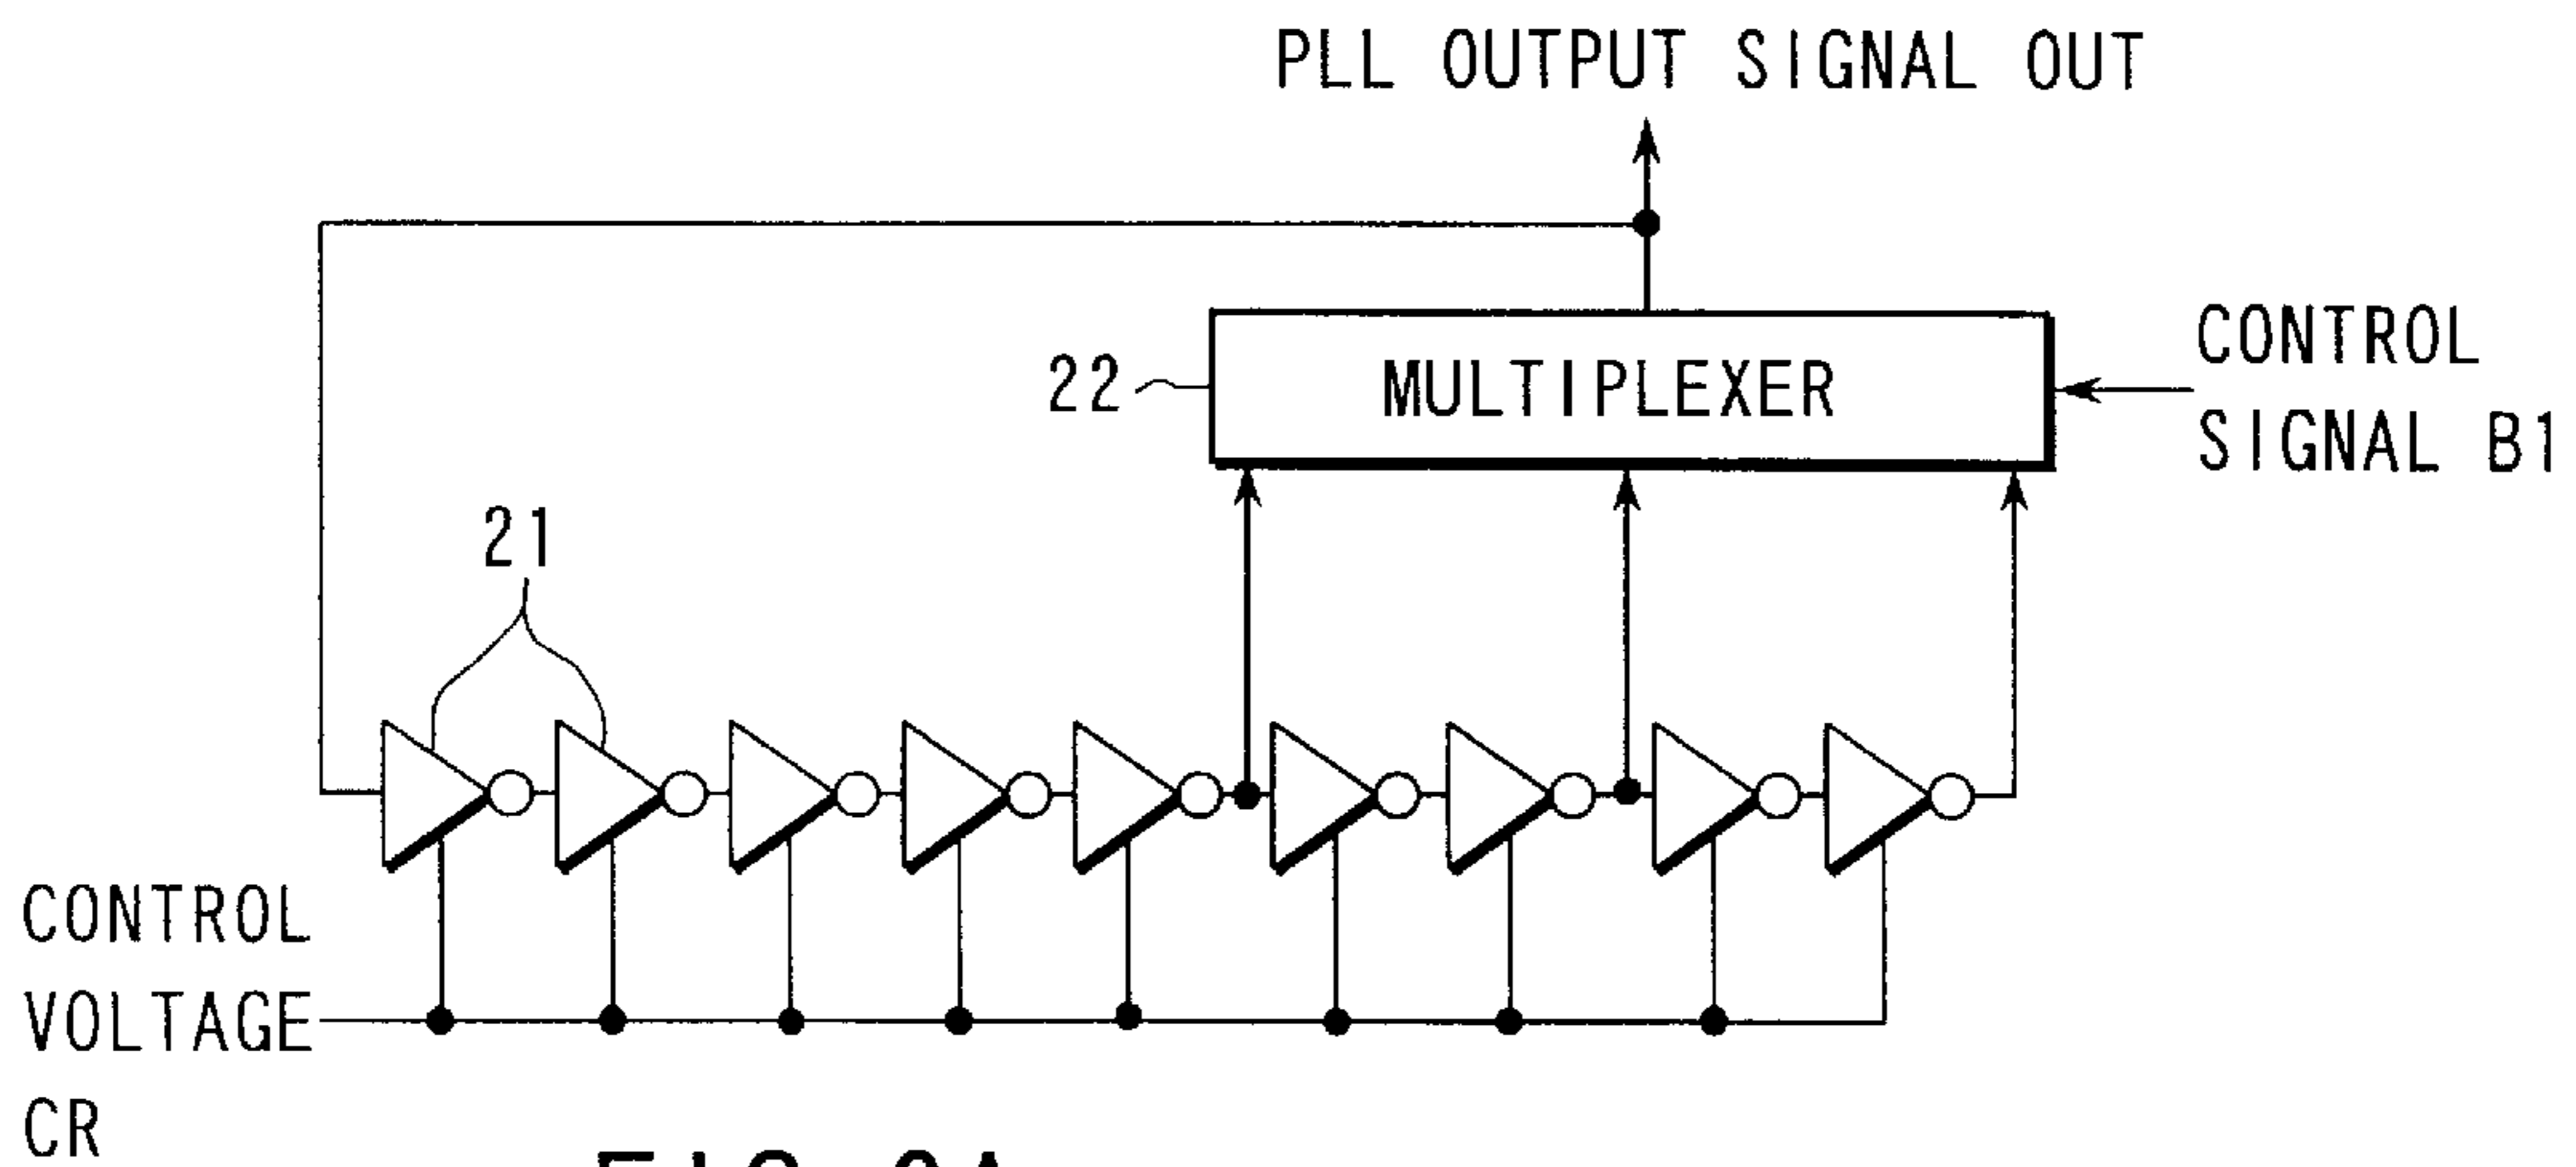 PLL OUTPUT SIGNAL OUT
22
MULTIPLEXER
CONTROL
SIGNAL B1
21
CONTROL
VOLTAGE
CR